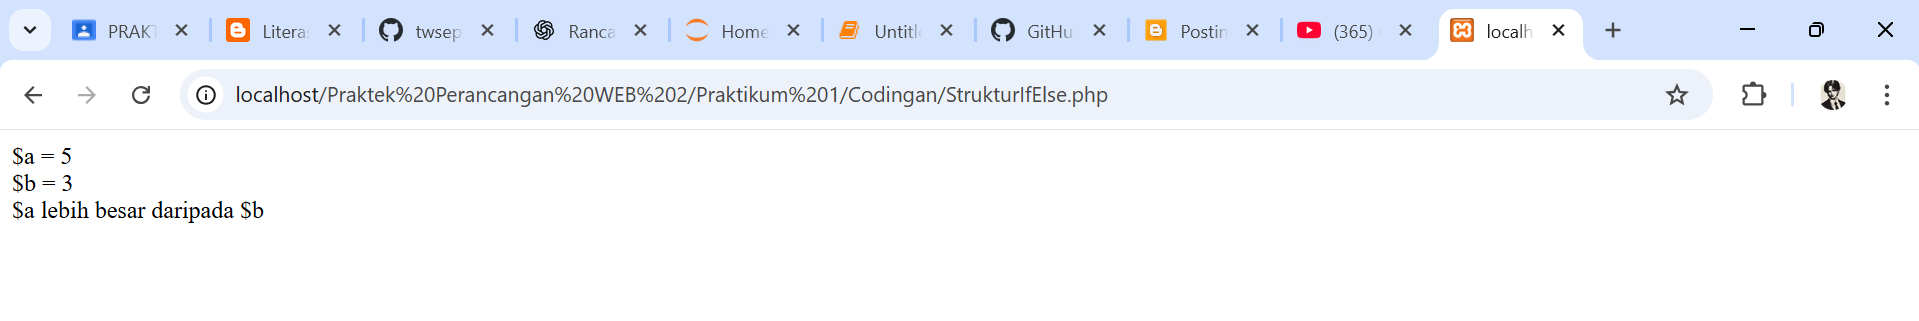 PRAKT
Litera
twsep
Ranca
Home
Untitl
GitHu
Postin
(365)
localh
localhost/Praktek%20Perancangan%20WEB%202/Praktikum%201/Codingan/StrukturIfElse.php
$a = 5
$b = 3
$a lebih besar daripada $b